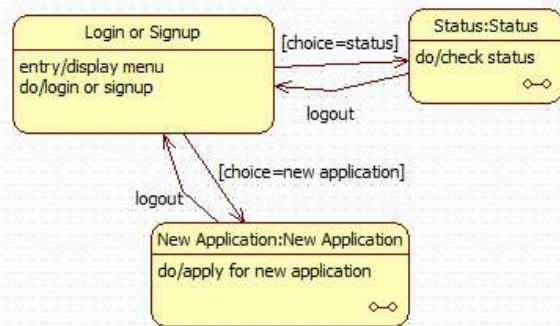 Login or Signup
entry/display menu
do/login or signup
[choice=status]
Status:Status
do/check status
logout
[choice=new application]
logout
New Application:New Application
do/apply for new application